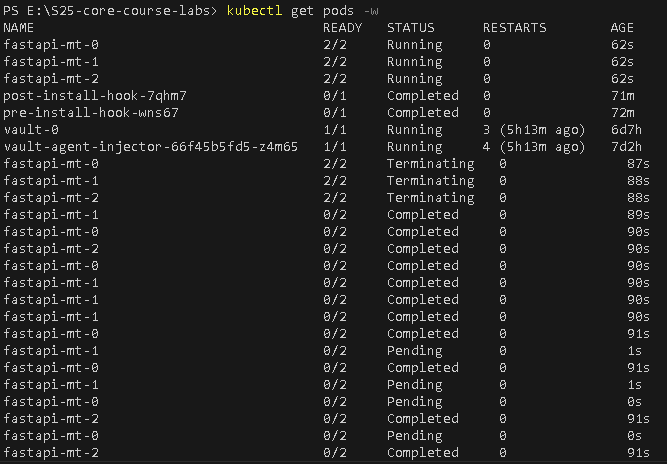 PS E:\S25-core-course-labs> kubectl get pods -w
NAME READY STATUS RESTARTS AGE
fastapi-mt-0 2/2 Running 0 62s
fastapi-mt-1 2/2 Running 0 62s
fastapi-mt-2 2/2 Running 0 62s
post-install-hook-7qhm7 0/1 Completed 0 71m
pre-install-hook-wns67 0/1 Completed 0 72m
vault-0 1/1 Running 3 (5h13m ago) 6d7h
vault-agent-injector-66f45b5fd5-z4m65 1/1 Running 4 (5h13m ago) 7d2h
fastapi-mt-0 2/2 Terminating 0 87s
fastapi-mt-1 2/2 Terminating 0 88s
fastapi-mt-2 2/2 Terminating 0 88s
fastapi-mt-1 0/2 Completed 0 89s
fastapi-mt-0 0/2 Completed 0 90s
fastapi-mt-2 0/2 Completed 0 90s
fastapi-mt-0 0/2 Completed 0 90s
fastapi-mt-1 0/2 Completed 0 90s
fastapi-mt-1 0/2 Completed 0 90s
fastapi-mt-1 0/2 Completed 0 90s
fastapi-mt-0 0/2 Completed 0 91s
fastapi-mt-1 0/2 Pending 0 1s
fastapi-mt-0 0/2 Completed 0 91s
fastapi-mt-1 0/2 Pending 0 1s
fastapi-mt-0 0/2 Pending 0 0s
fastapi-mt-2 0/2 Completed 0 91s
fastapi-mt-0 0/2 Pending 0 0s
fastapi-mt-2 0/2 Completed 0 91s